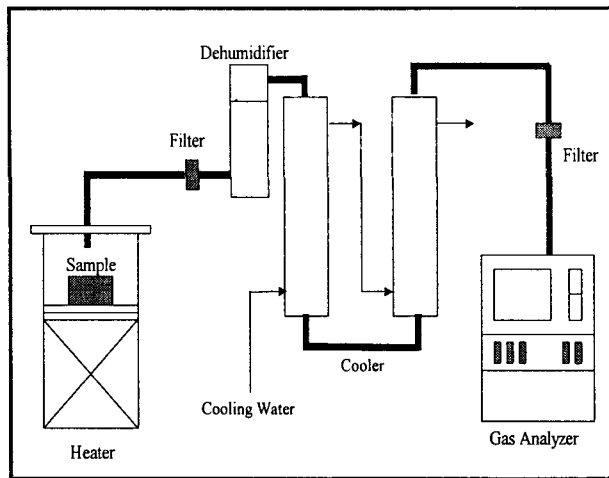 Dehumidifier
Filter
Filter
Sample
Cooler
Cooling Water
Heater
Gas Analyzer